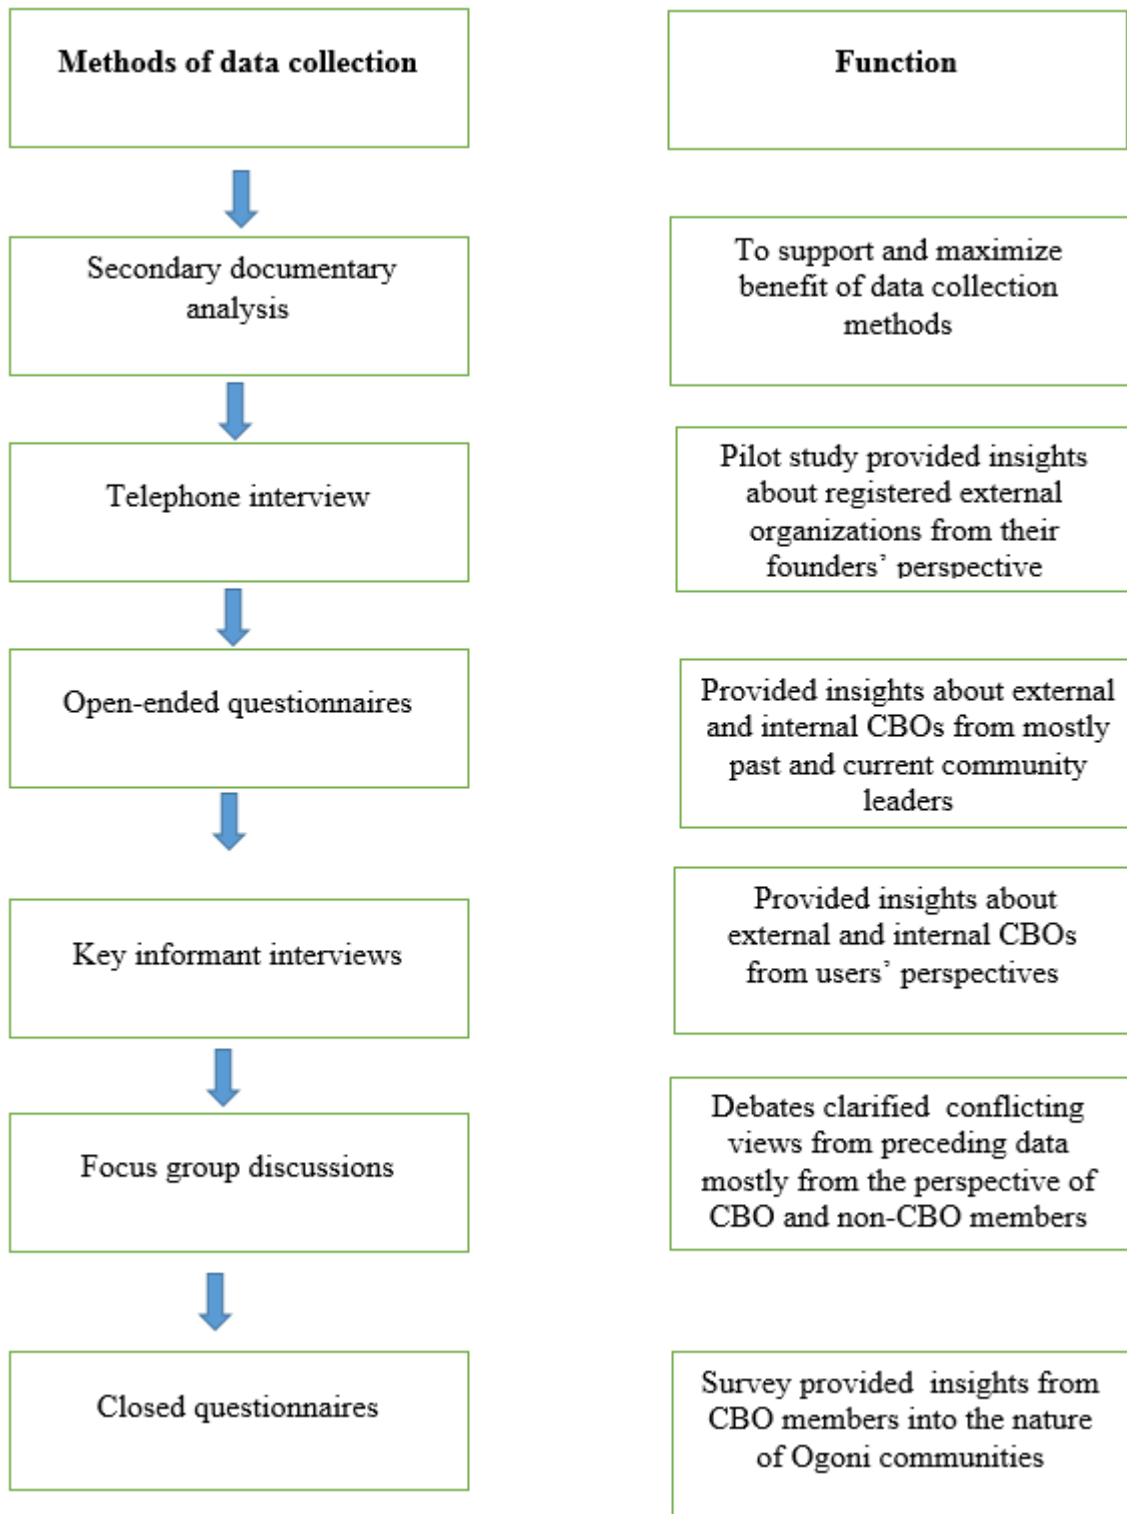 Methods of data collection
Function
Secondary documentary
analysis
To support and maximize
benefit of data collection
methods
Telephone interview
Pilot study provided insights
about registered external
organizations from their
founders’ perspective
Open-ended questionnaires
Provided insights about external
and internal CBOs from mostly
past and current community
leaders
Key informant interviews
Provided insights about
external and internal CBOs
from users’ perspectives
Focus group discussions
Debates clarified conflicting
views from preceding data
mostly from the perspective of
CBO and non-CBO members
Closed questionnaires
Survey provided insights from
CBO members into the nature
of Ogoni communities